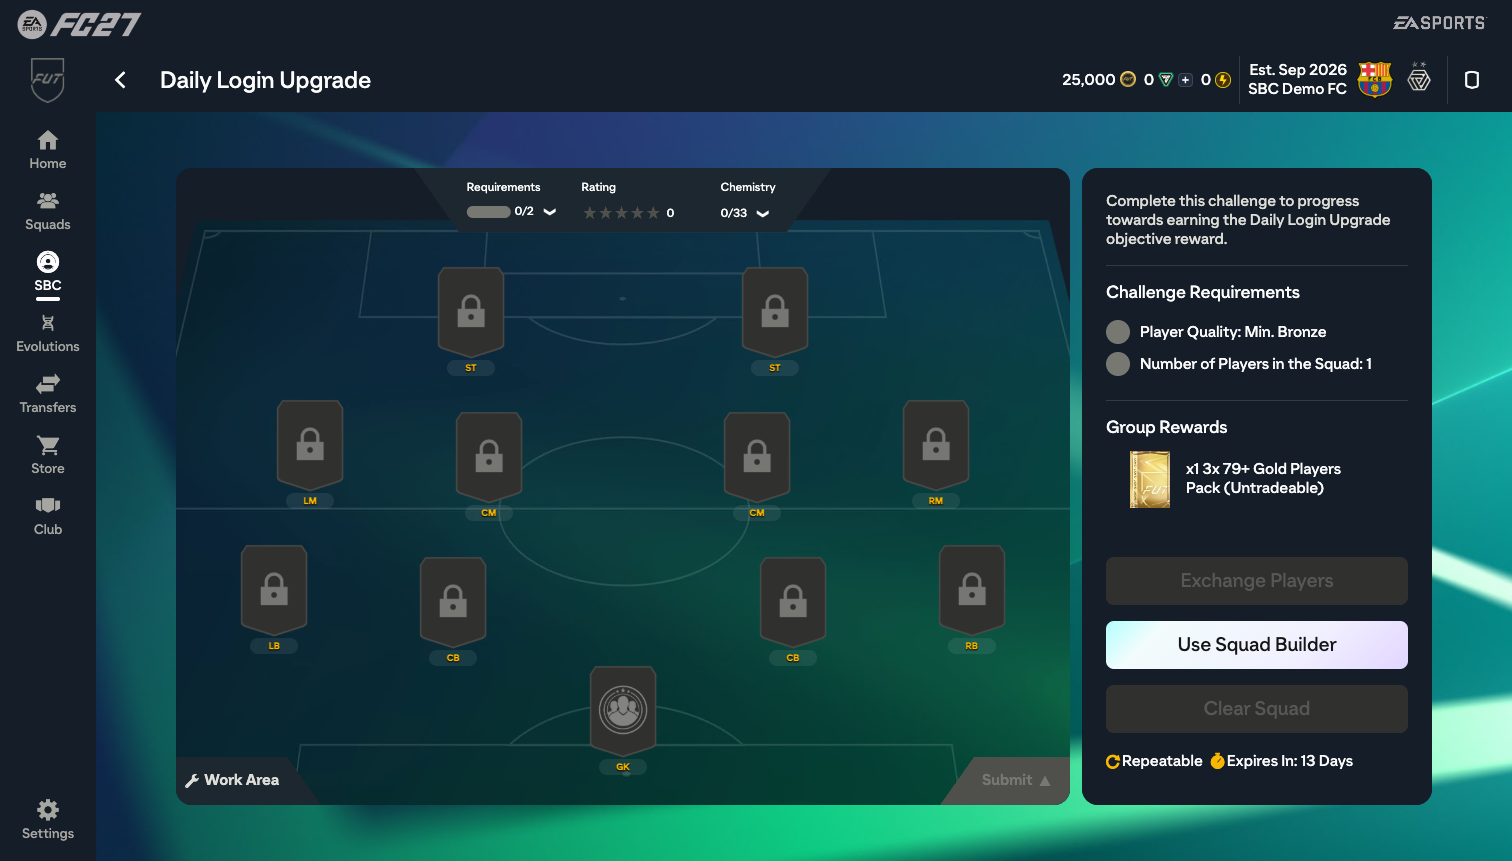 EA SPORTS FC27
EA SPORTS
FUT
Daily Login Upgrade
25,000 0 0
Est. Sep 2026
SBC Demo FC
Home
Squads
SBC
Evolutions
Transfers
Store
Club
Settings
Requirements
0/2
Rating
0
Chemistry
0/33
ST
ST
LM
CM
CM
RM
LB
CB
CB
RB
GK
Work Area
Submit
Complete this challenge to progress
towards earning the Daily Login Upgrade
objective reward.
Challenge Requirements
Player Quality: Min. Bronze
Number of Players in the Squad: 1
Group Rewards
FUT
x1 3x 79+ Gold Players
Pack (Untradeable)
Exchange Players
Use Squad Builder
Clear Squad
Repeatable Expires In: 13 Days